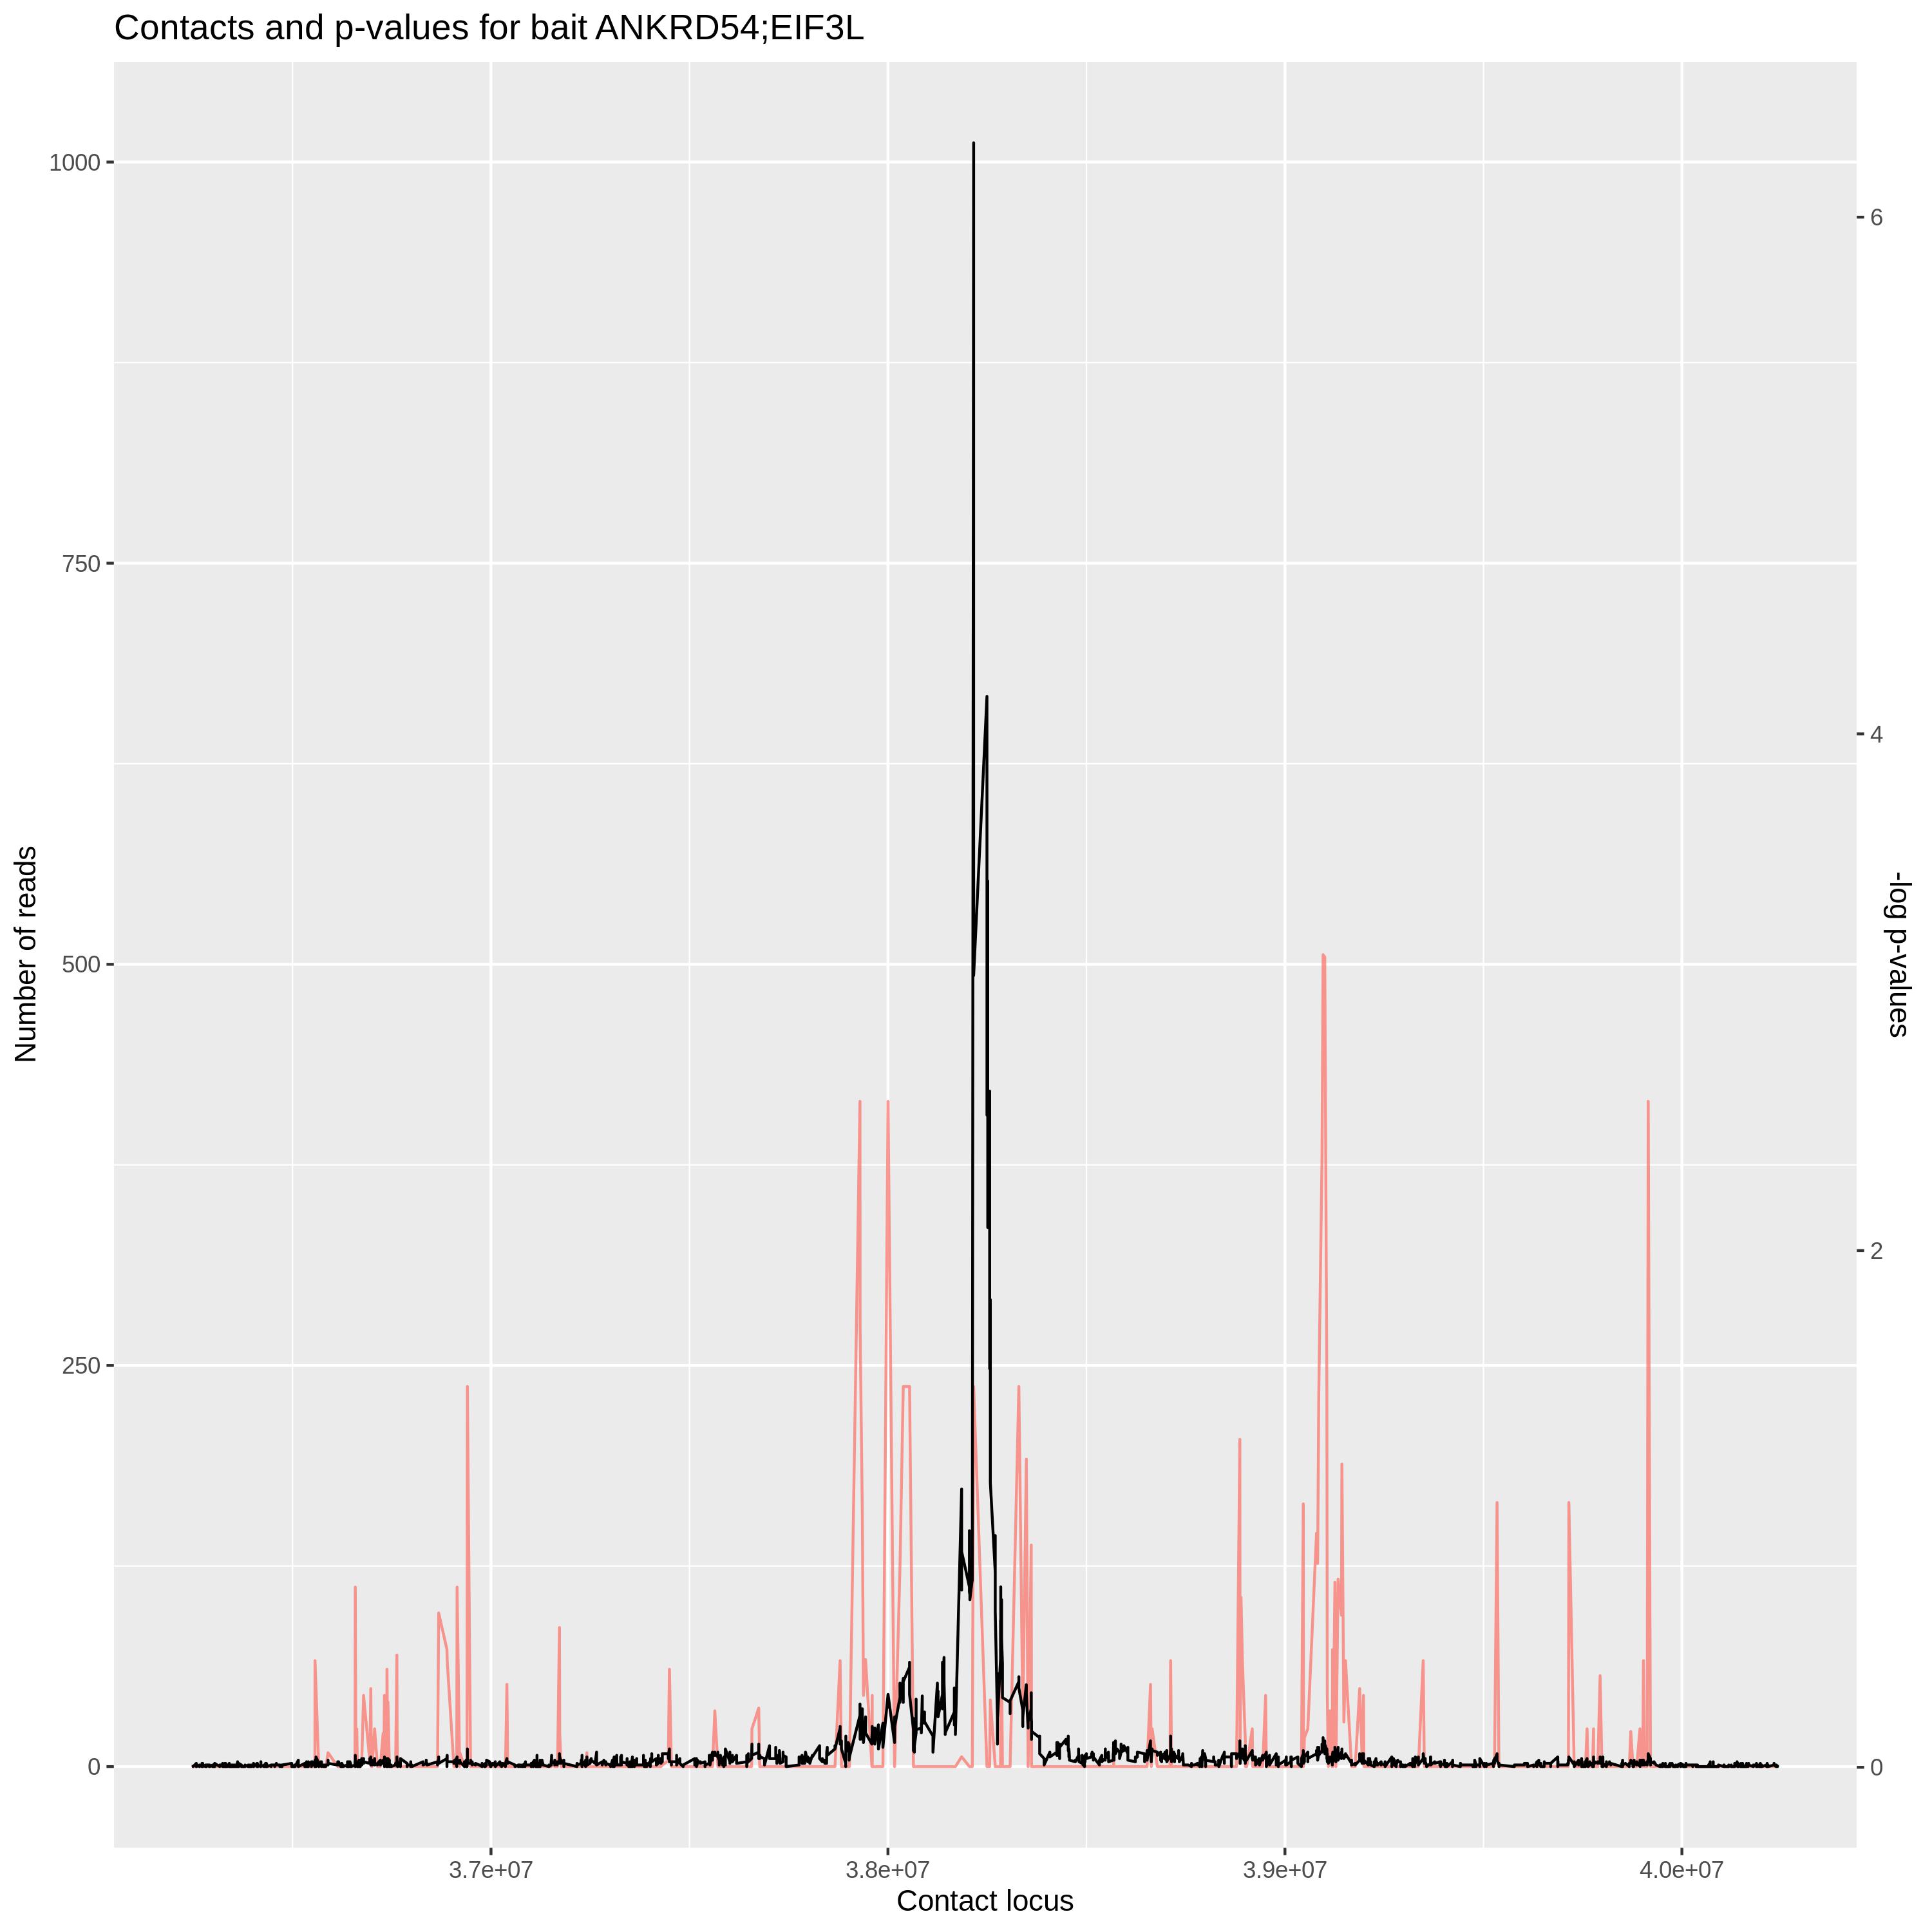 Contacts and p-values for bait ANKRD54;EIF3L
1000
750
500
250
0
Number of reads
6
4
2
0
-log p-values
3.7e+07
3.8e+07
3.9e+07
4.0e+07
Contact locus